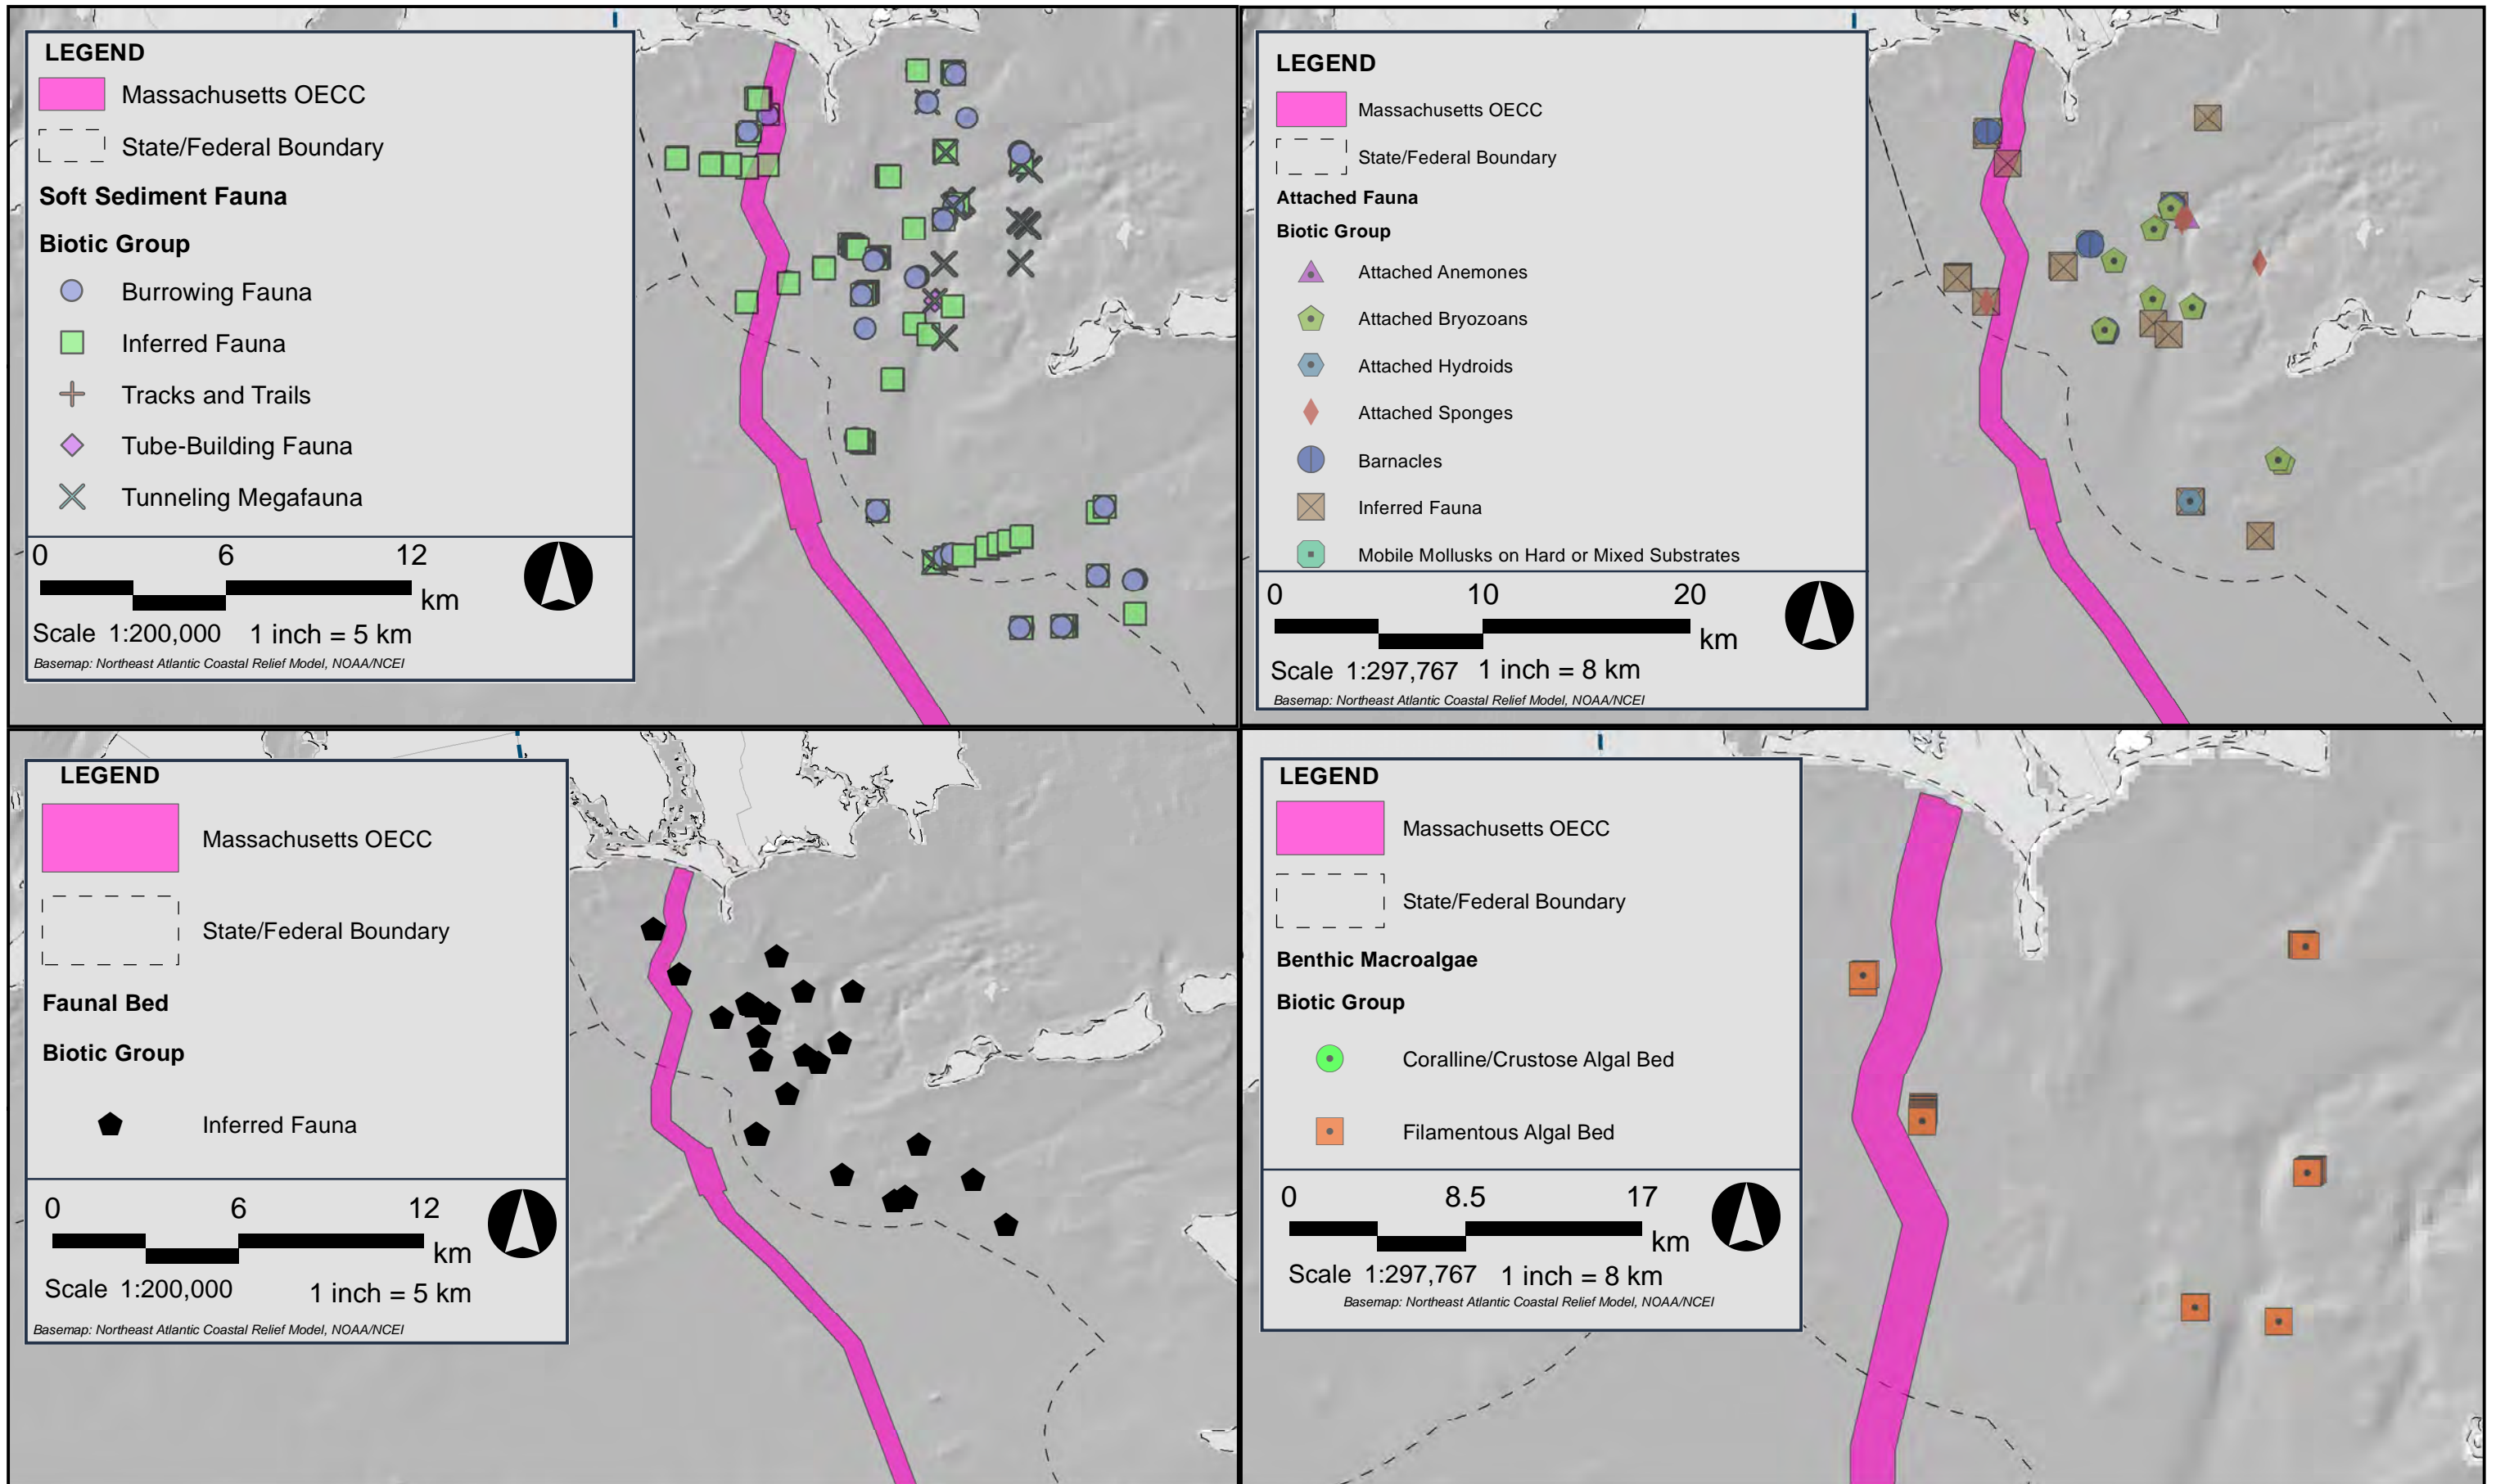 LEGEND
Massachusetts OECC
State/Federal Boundary
Soft Sediment Fauna
Biotic Group
Burrowing Fauna
Inferred Fauna
Tracks and Trails
Tube-Building Fauna
Tunneling Megafauna
0 6 12
km
Scale 1:200,000 1 inch = 5 km
Basemap: Northeast Atlantic Coastal Relief Model, NOAA/NCEI
LEGEND
Massachusetts OECC
State/Federal Boundary
Attached Fauna
Biotic Group
Attached Anemones
Attached Bryozoans
Attached Hydroids
Attached Sponges
Barnacles
Inferred Fauna
Mobile Mollusks on Hard or Mixed Substrates
0 10 20
km
Scale 1:297,767 1 inch = 8 km
Basemap: Northeast Atlantic Coastal Relief Model, NOAA/NCEI
LEGEND
Massachusetts OECC
State/Federal Boundary
Faunal Bed
Biotic Group
Inferred Fauna
0 6 12
km
Scale 1:200,000 1 inch = 5 km
Basemap: Northeast Atlantic Coastal Relief Model, NOAA/NCEI
LEGEND
Massachusetts OECC
State/Federal Boundary
Benthic Macroalgae
Biotic Group
Coralline/Crustose Algal Bed
Filamentous Algal Bed
0 8.5 17
km
Scale 1:297,767 1 inch = 8 km
Basemap: Northeast Atlantic Coastal Relief Model, NOAA/NCEI